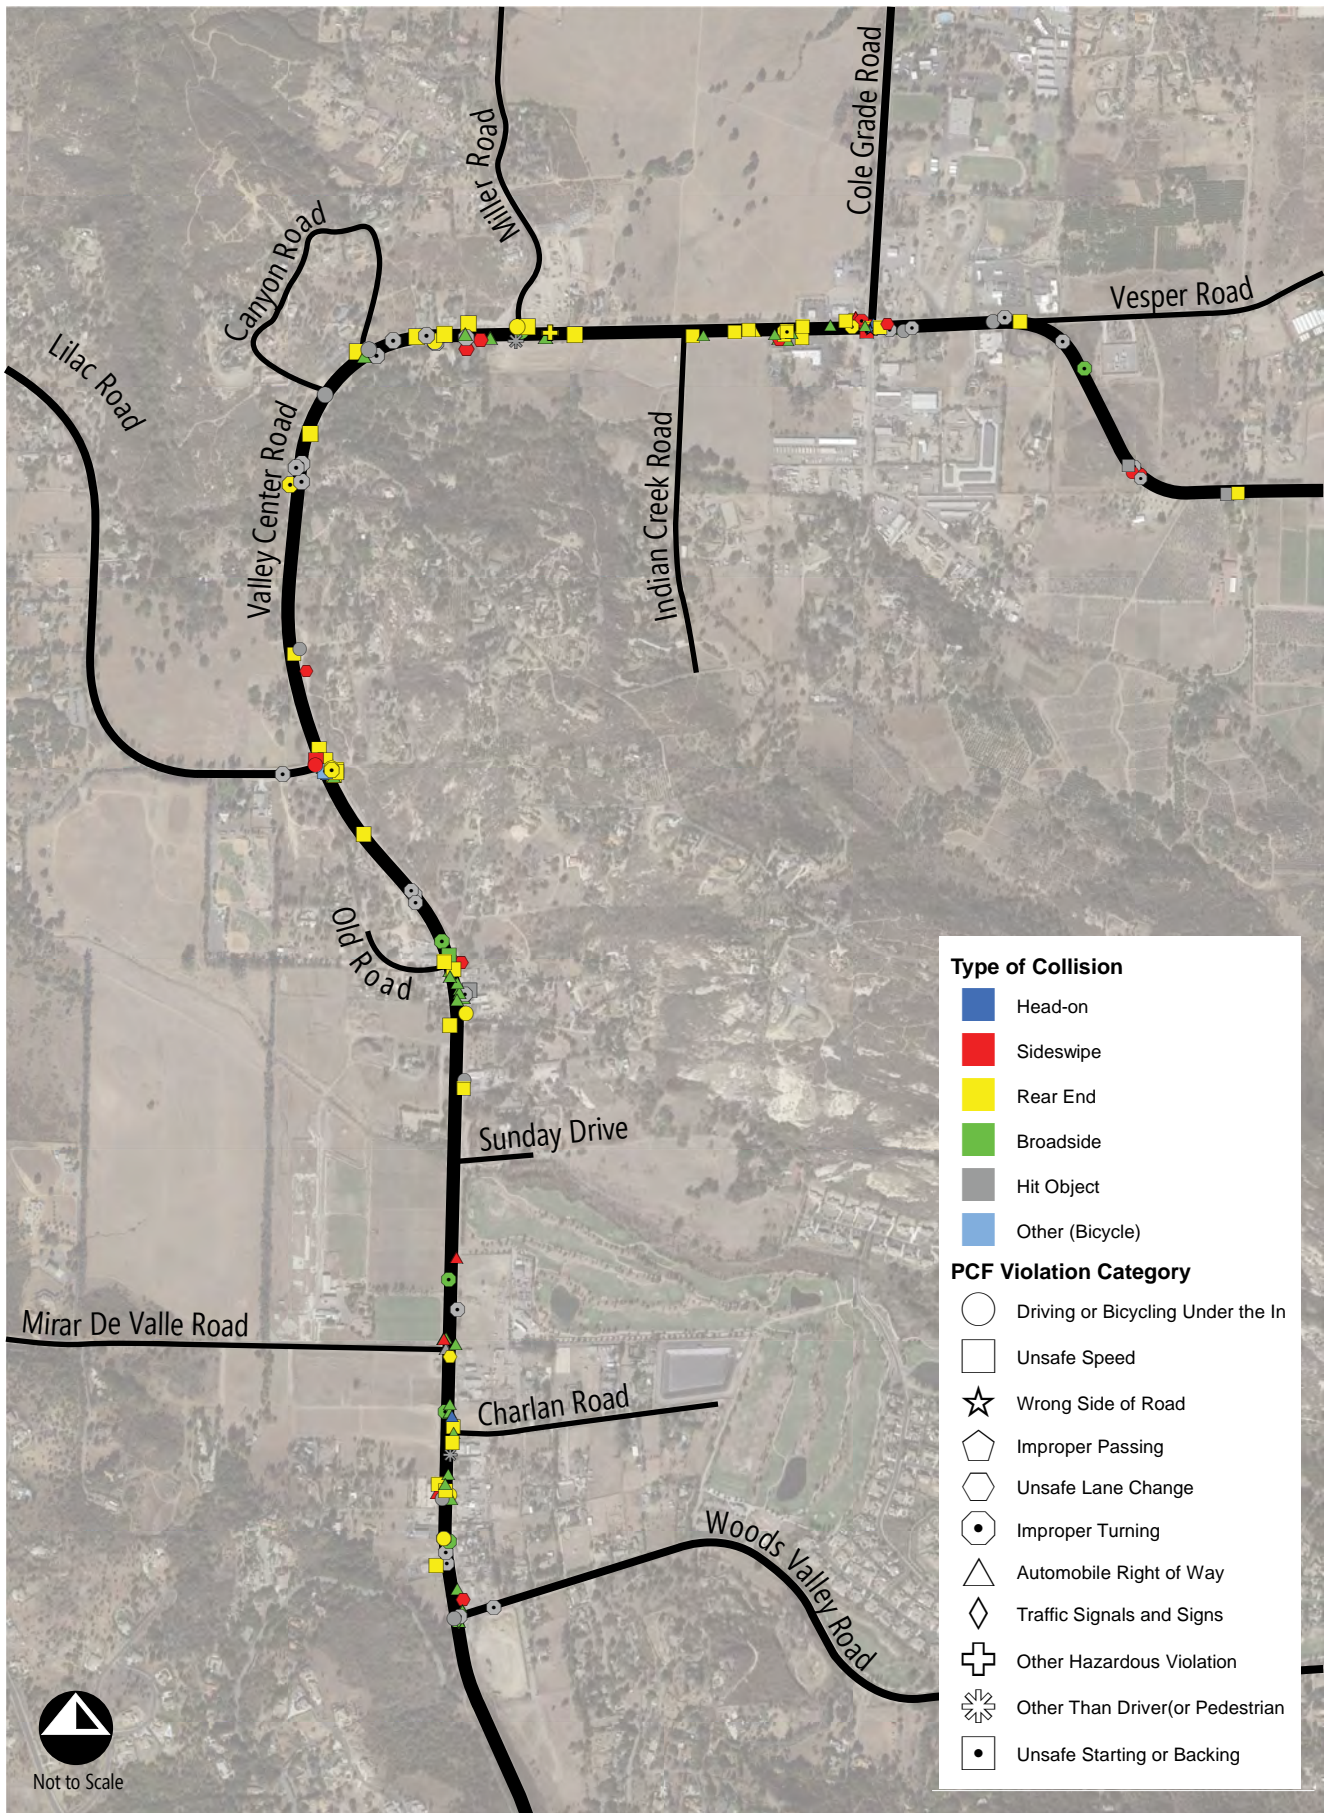 Cole Grade Road
Miller Road
Canyon Road
Vesper Road
Lilac Road
Valley Center Road
Indian Creek Road
Old Road
Sunday Drive
Mirar De Valle Road
Charlan Road
Woods Valley Road
Not to Scale
Type of Collision
Head-on
Sideswipe
Rear End
Broadside
Hit Object
Other (Bicycle)
PCF Violation Category
Driving or Bicycling Under the In
Unsafe Speed
Wrong Side of Road
Improper Passing
Unsafe Lane Change
Improper Turning
Automobile Right of Way
Traffic Signals and Signs
Other Hazardous Violation
Other Than Driver(or Pedestrian
Unsafe Starting or Backing